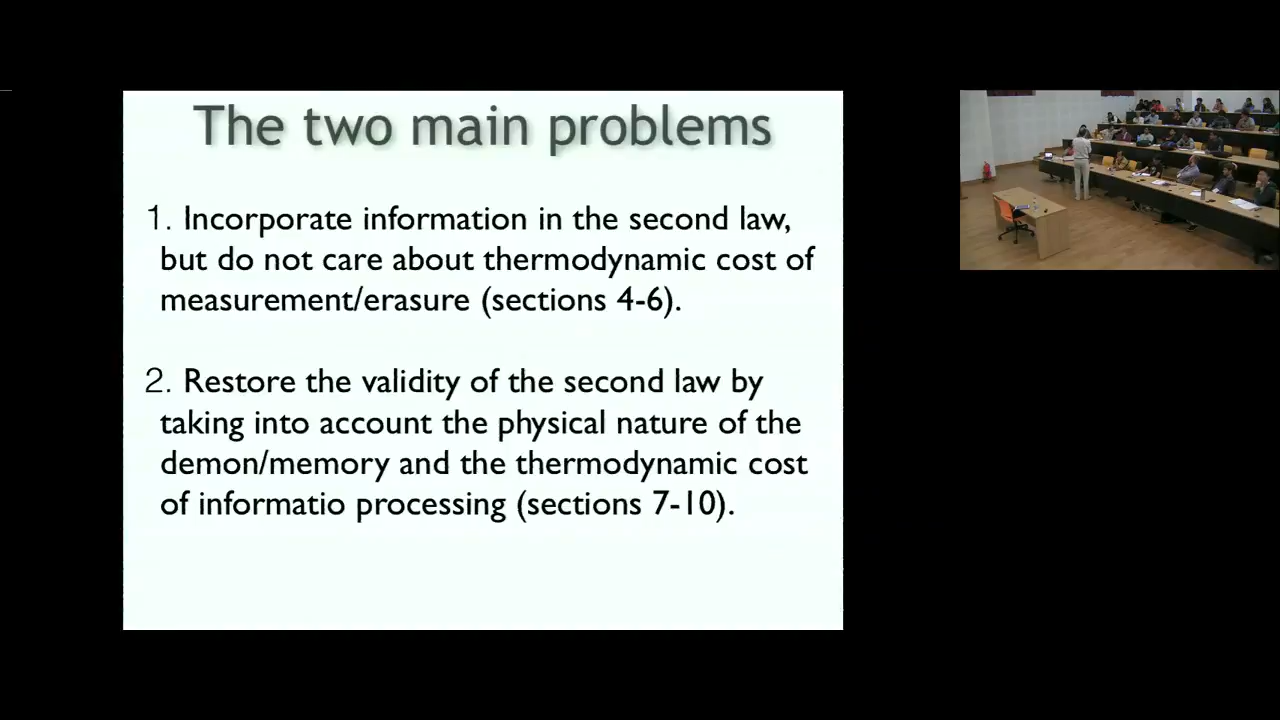 The two main problems
1. Incorporate information in the second law,
but do not care about thermodynamic cost of
measurement/erasure (sections 4-6).
2. Restore the validity of the second law by
taking into account the physical nature of the
demon/memory and the thermodynamic cost
of informatio processing (sections 7-10).